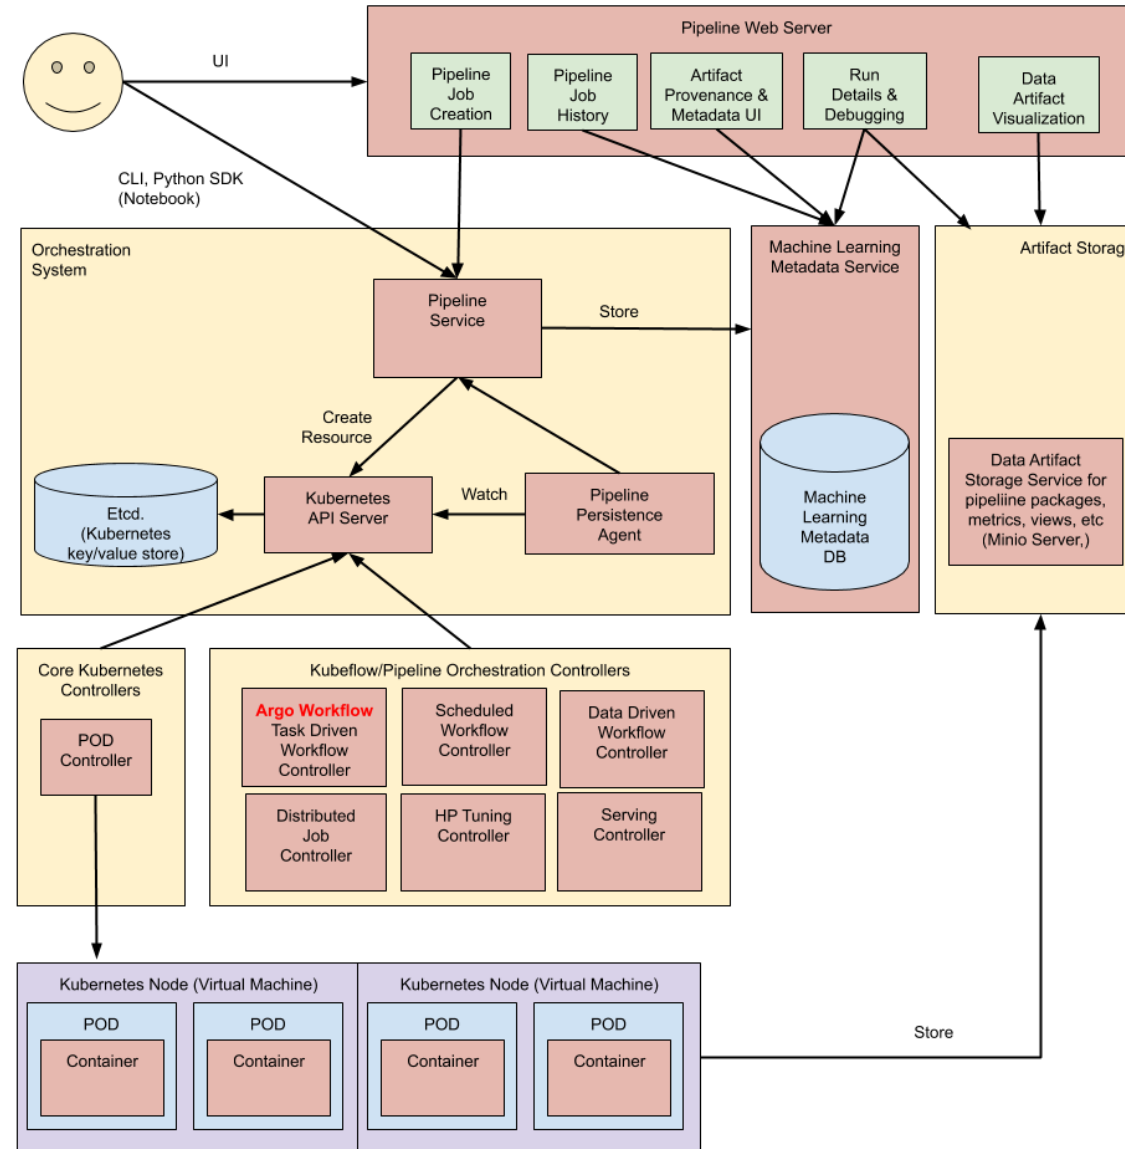 Pipeline Web Server
UI
Pipeline
Job
Creation
Pipeline
Job
History
Artifact
Provenance &
Metadata UI
Run
Details &
Debugging
Data
Artifact
Visualization
CLI, Python SDK
(Notebook)
Orchestration
System
Pipeline
Service
Store
Machine Learning
Metadata Service
Artifact Storag
Create
Resource
Etcd.
(Kubernetes
key/value store)
Kubernetes
API Server
Watch
Pipeline
Persistence
Agent
Machine
Learning
Metadata
DB
Data Artifact
Storage Service for
pipeliine packages,
metrics, views, etc
(Minio Server,)
Core Kubernetes
Controllers
POD
Controller
Kubeflow/Pipeline Orchestration Controllers
Argo Workflow
Task Driven
Workflow
Controller
Scheduled
Workflow
Controller
Data Driven
Workflow
Controller
Distributed
Job
Controller
HP Tuning
Controller
Serving
Controller
Kubernetes Node (Virtual Machine)
POD
Container
POD
Container
Kubernetes Node (Virtual Machine)
POD
Container
POD
Container
Store